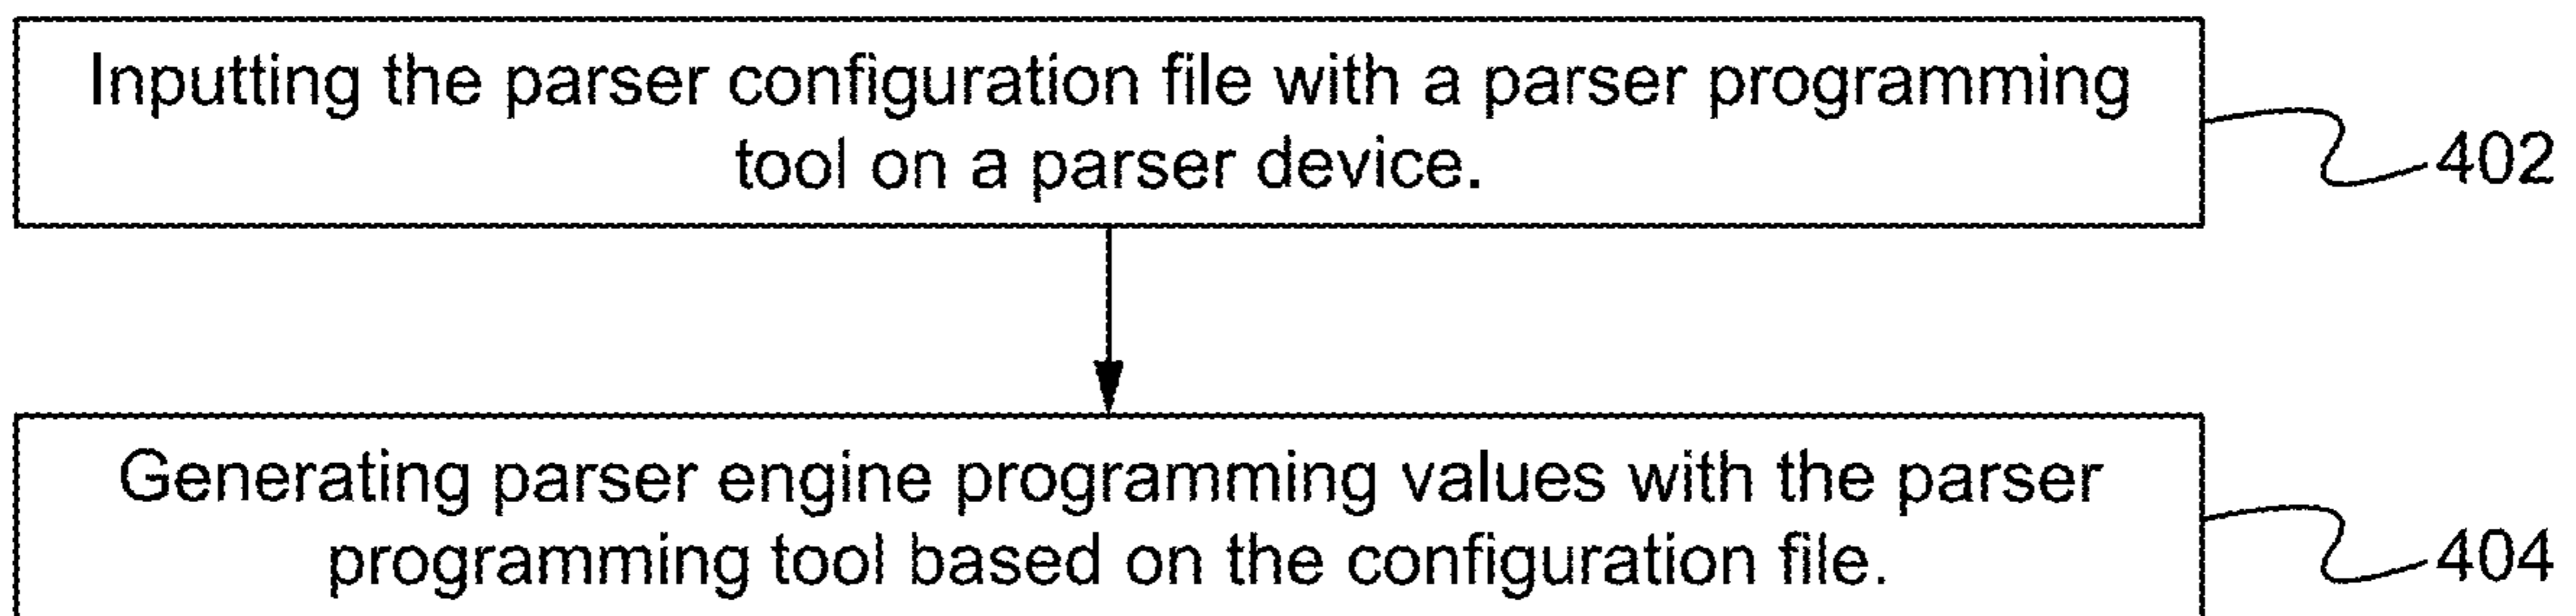 Inputting the parser configuration file with a parser programming
tool on a parser device.
402
Generating parser engine programming values with the parser
programming tool based on the configuration file.
404